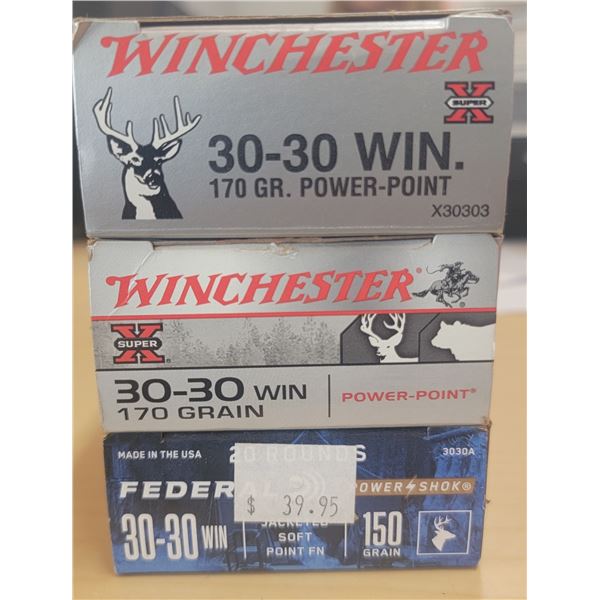 WINCHESTER
X
SUPER
30-30 WIN.
170 GR. POWER-POINT
X30303
WINCHESTER®
X
SUPER
30-30 WIN
170 GRAIN
POWER-POINT®
MADE IN THE USA
20 ROUNDS
3030A
FEDERAL
POWER SHOK®
$ 39.95
30-30 WIN
JACKETED
SOFT
POINT FN
150
GRAIN